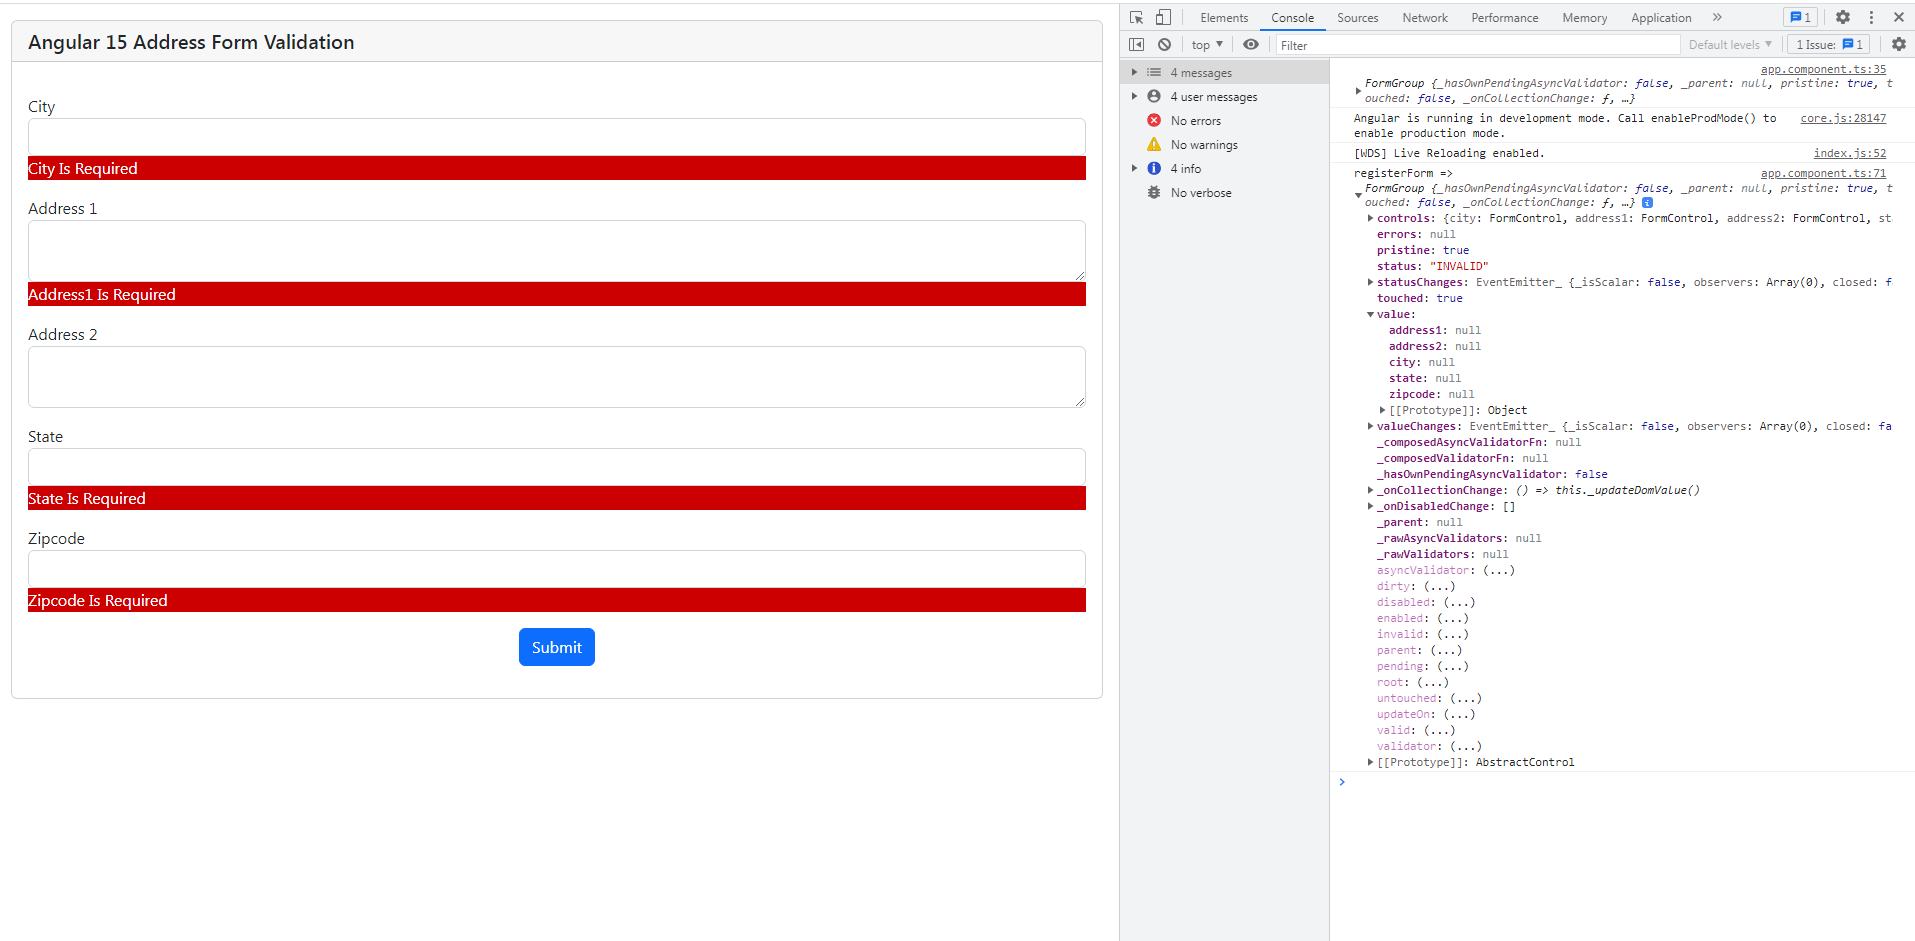 Angular 15 Address Form Validation
City
City Is Required
Address 1
Address1 Is Required
Address 2
State
State Is Required
Zipcode
Zipcode Is Required
Submit
Elements Console Sources Network Performance Memory Application » 1
top ▼ Filter Default levels ▼ 1 Issue: 1
4 messages
4 user messages
No errors
No warnings
4 info
No verbose
app.component.ts:35
FormGroup {_hasOwnPendingAsyncValidator: false, _parent: null, pristine: true, t
ouched: false, _onCollectionChange: ƒ, …}
Angular is running in development mode. Call enableProdMode() to core.js:28147
enable production mode.
[WDS] Live Reloading enabled. index.js:52
registerForm => app.component.ts:71
FormGroup {_hasOwnPendingAsyncValidator: false, _parent: null, pristine: true, t
ouched: false, _onCollectionChange: ƒ, …} i
controls: {city: FormControl, address1: FormControl, address2: FormControl, st
errors: null
pristine: true
status: "INVALID"
statusChanges: EventEmitter_ {_isScalar: false, observers: Array(0), closed: f
touched: true
value:
address1: null
address2: null
city: null
state: null
zipcode: null
[[Prototype]]: Object
valueChanges: EventEmitter_ {_isScalar: false, observers: Array(0), closed: fa
_composedAsyncValidatorFn: null
_composedValidatorFn: null
_hasOwnPendingAsyncValidator: false
_onCollectionChange: () => this._updateDomValue()
_onDisabledChange: []
_parent: null
_rawAsyncValidators: null
_rawValidators: null
asyncValidator: (...)
dirty: (...)
disabled: (...)
enabled: (...)
invalid: (...)
parent: (...)
pending: (...)
root: (...)
untouched: (...)
updateOn: (...)
valid: (...)
validator: (...)
[[Prototype]]: AbstractControl